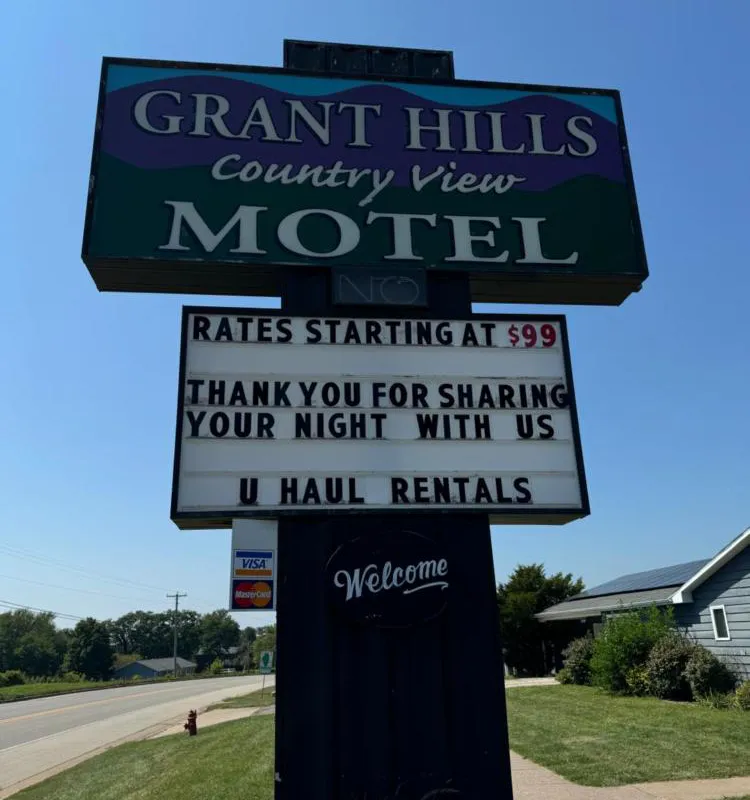 GRANT HILLS
Country View
MOTEL
NO
RATES STARTING AT $99
THANK YOU FOR SHARING
YOUR NIGHT WITH US
U HAUL RENTALS
VISA
MasterCard
Welcome